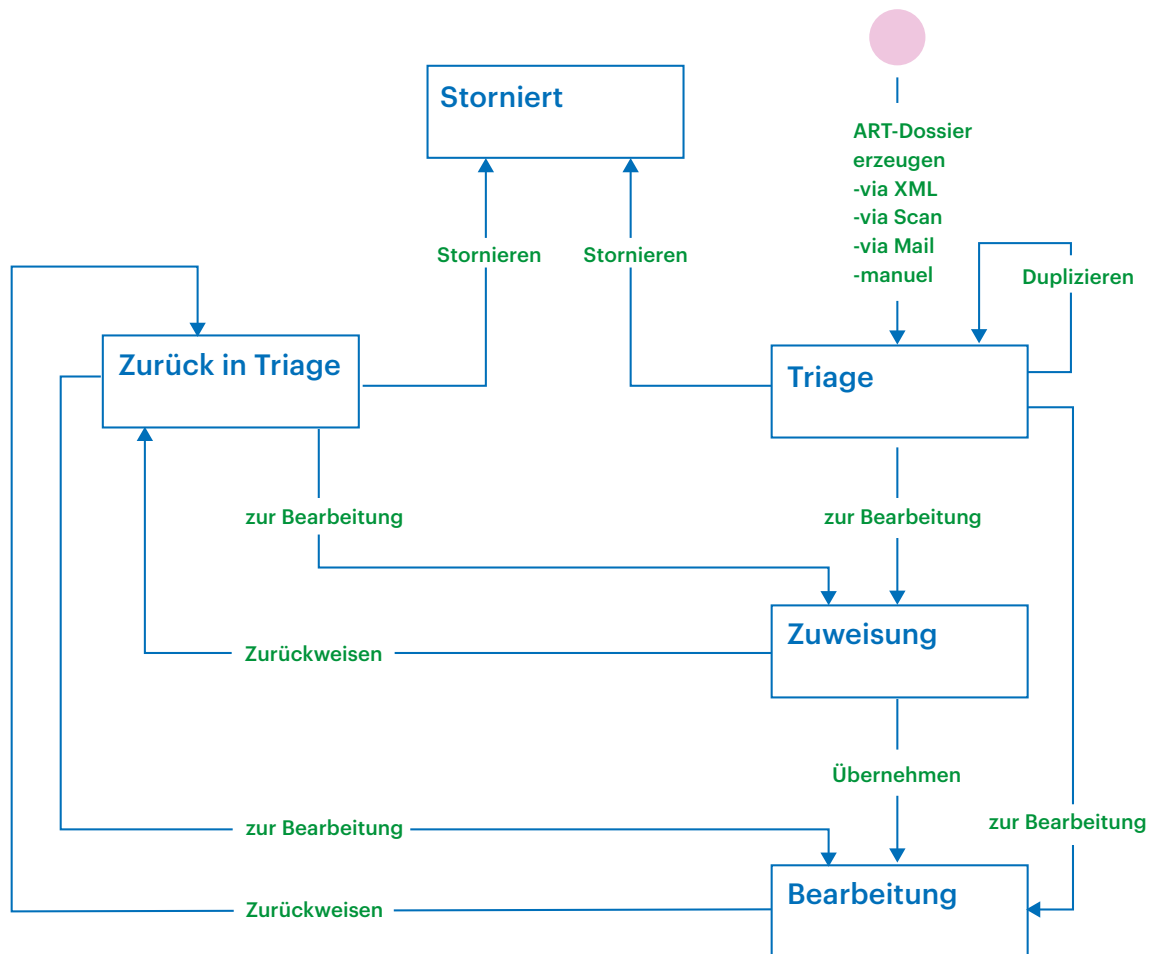 Storniert
ART-Dossier
erzeugen
-via XML
-via Scan
-via Mail
-manuel
Stornieren
Stornieren
Duplizieren
Zurück in Triage
Triage
zur Bearbeitung
zur Bearbeitung
Zuweisung
Zurückweisen
Übernehmen
zur Bearbeitung
zur Bearbeitung
Bearbeitung
Zurückweisen